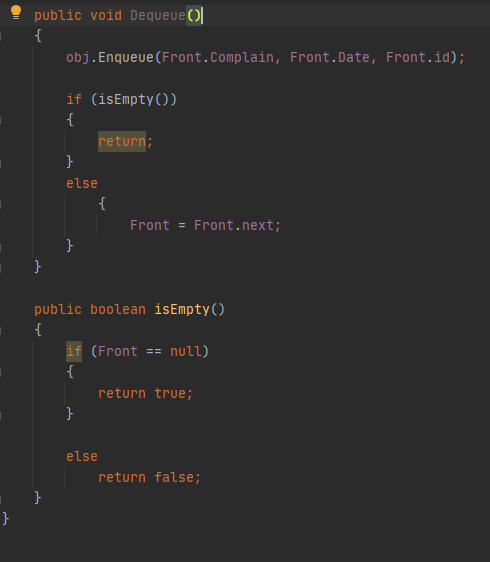 public void Dequeue()
{
obj.Enqueue(Front.Complain, Front.Date, Front.id);
if (isEmpty())
{
return;
}
else
{
Front = Front.next;
}
}
public boolean isEmpty()
{
if (Front == null)
{
return true;
}
else
return false;
}
}